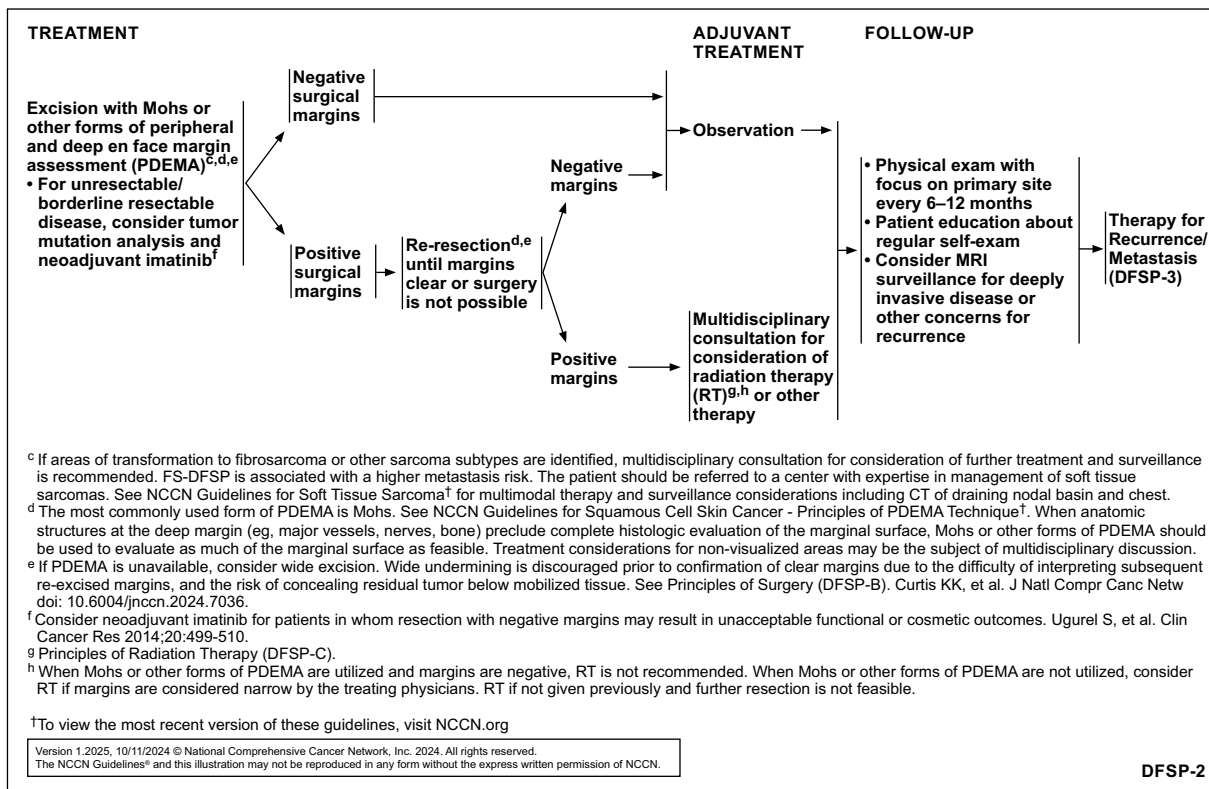 TREATMENT
ADJUVANT
TREATMENT
FOLLOW-UP
Excision with Mohs or
other forms of peripheral
and deep en face margin
assessment (PDEMA)c,d,e
• For unresectable/
borderline resectable
disease, consider tumor
mutation analysis and
neoadjuvant imatinibf
Negative
surgical
margins
Positive
surgical
margins
Re-resectiond,e
until margins
clear or surgery
is not possible
Negative
margins
Positive
margins
Observation
Multidisciplinary
consultation for
consideration of
radiation therapy
(RT)g,h or other
therapy
• Physical exam with
focus on primary site
every 6–12 months
• Patient education about
regular self-exam
• Consider MRI
surveillance for deeply
invasive disease or
other concerns for
recurrence
Therapy for
Recurrence/
Metastasis
(DFSP-3)
c If areas of transformation to fibrosarcoma or other sarcoma subtypes are identified, multidisciplinary consultation for consideration of further treatment and surveillance
is recommended. FS-DFSP is associated with a higher metastasis risk. The patient should be referred to a center with expertise in management of soft tissue
sarcomas. See NCCN Guidelines for Soft Tissue Sarcoma† for multimodal therapy and surveillance considerations including CT of draining nodal basin and chest.
d The most commonly used form of PDEMA is Mohs. See NCCN Guidelines for Squamous Cell Skin Cancer - Principles of PDEMA Technique†. When anatomic
structures at the deep margin (eg, major vessels, nerves, bone) preclude complete histologic evaluation of the marginal surface, Mohs or other forms of PDEMA should
be used to evaluate as much of the marginal surface as feasible. Treatment considerations for non-visualized areas may be the subject of multidisciplinary discussion.
e If PDEMA is unavailable, consider wide excision. Wide undermining is discouraged prior to confirmation of clear margins due to the difficulty of interpreting subsequent
re-excised margins, and the risk of concealing residual tumor below mobilized tissue. See Principles of Surgery (DFSP-B). Curtis KK, et al. J Natl Compr Canc Netw
doi: 10.6004/jnccn.2024.7036.
f Consider neoadjuvant imatinib for patients in whom resection with negative margins may result in unacceptable functional or cosmetic outcomes. Ugurel S, et al. Clin
Cancer Res 2014;20:499-510.
g Principles of Radiation Therapy (DFSP-C).
h When Mohs or other forms of PDEMA are utilized and margins are negative, RT is not recommended. When Mohs or other forms of PDEMA are not utilized, consider
RT if margins are considered narrow by the treating physicians. RT if not given previously and further resection is not feasible.
†To view the most recent version of these guidelines, visit NCCN.org
Version 1.2025, 10/11/2024 © National Comprehensive Cancer Network, Inc. 2024. All rights reserved.
The NCCN Guidelines® and this illustration may not be reproduced in any form without the express written permission of NCCN.
DFSP-2